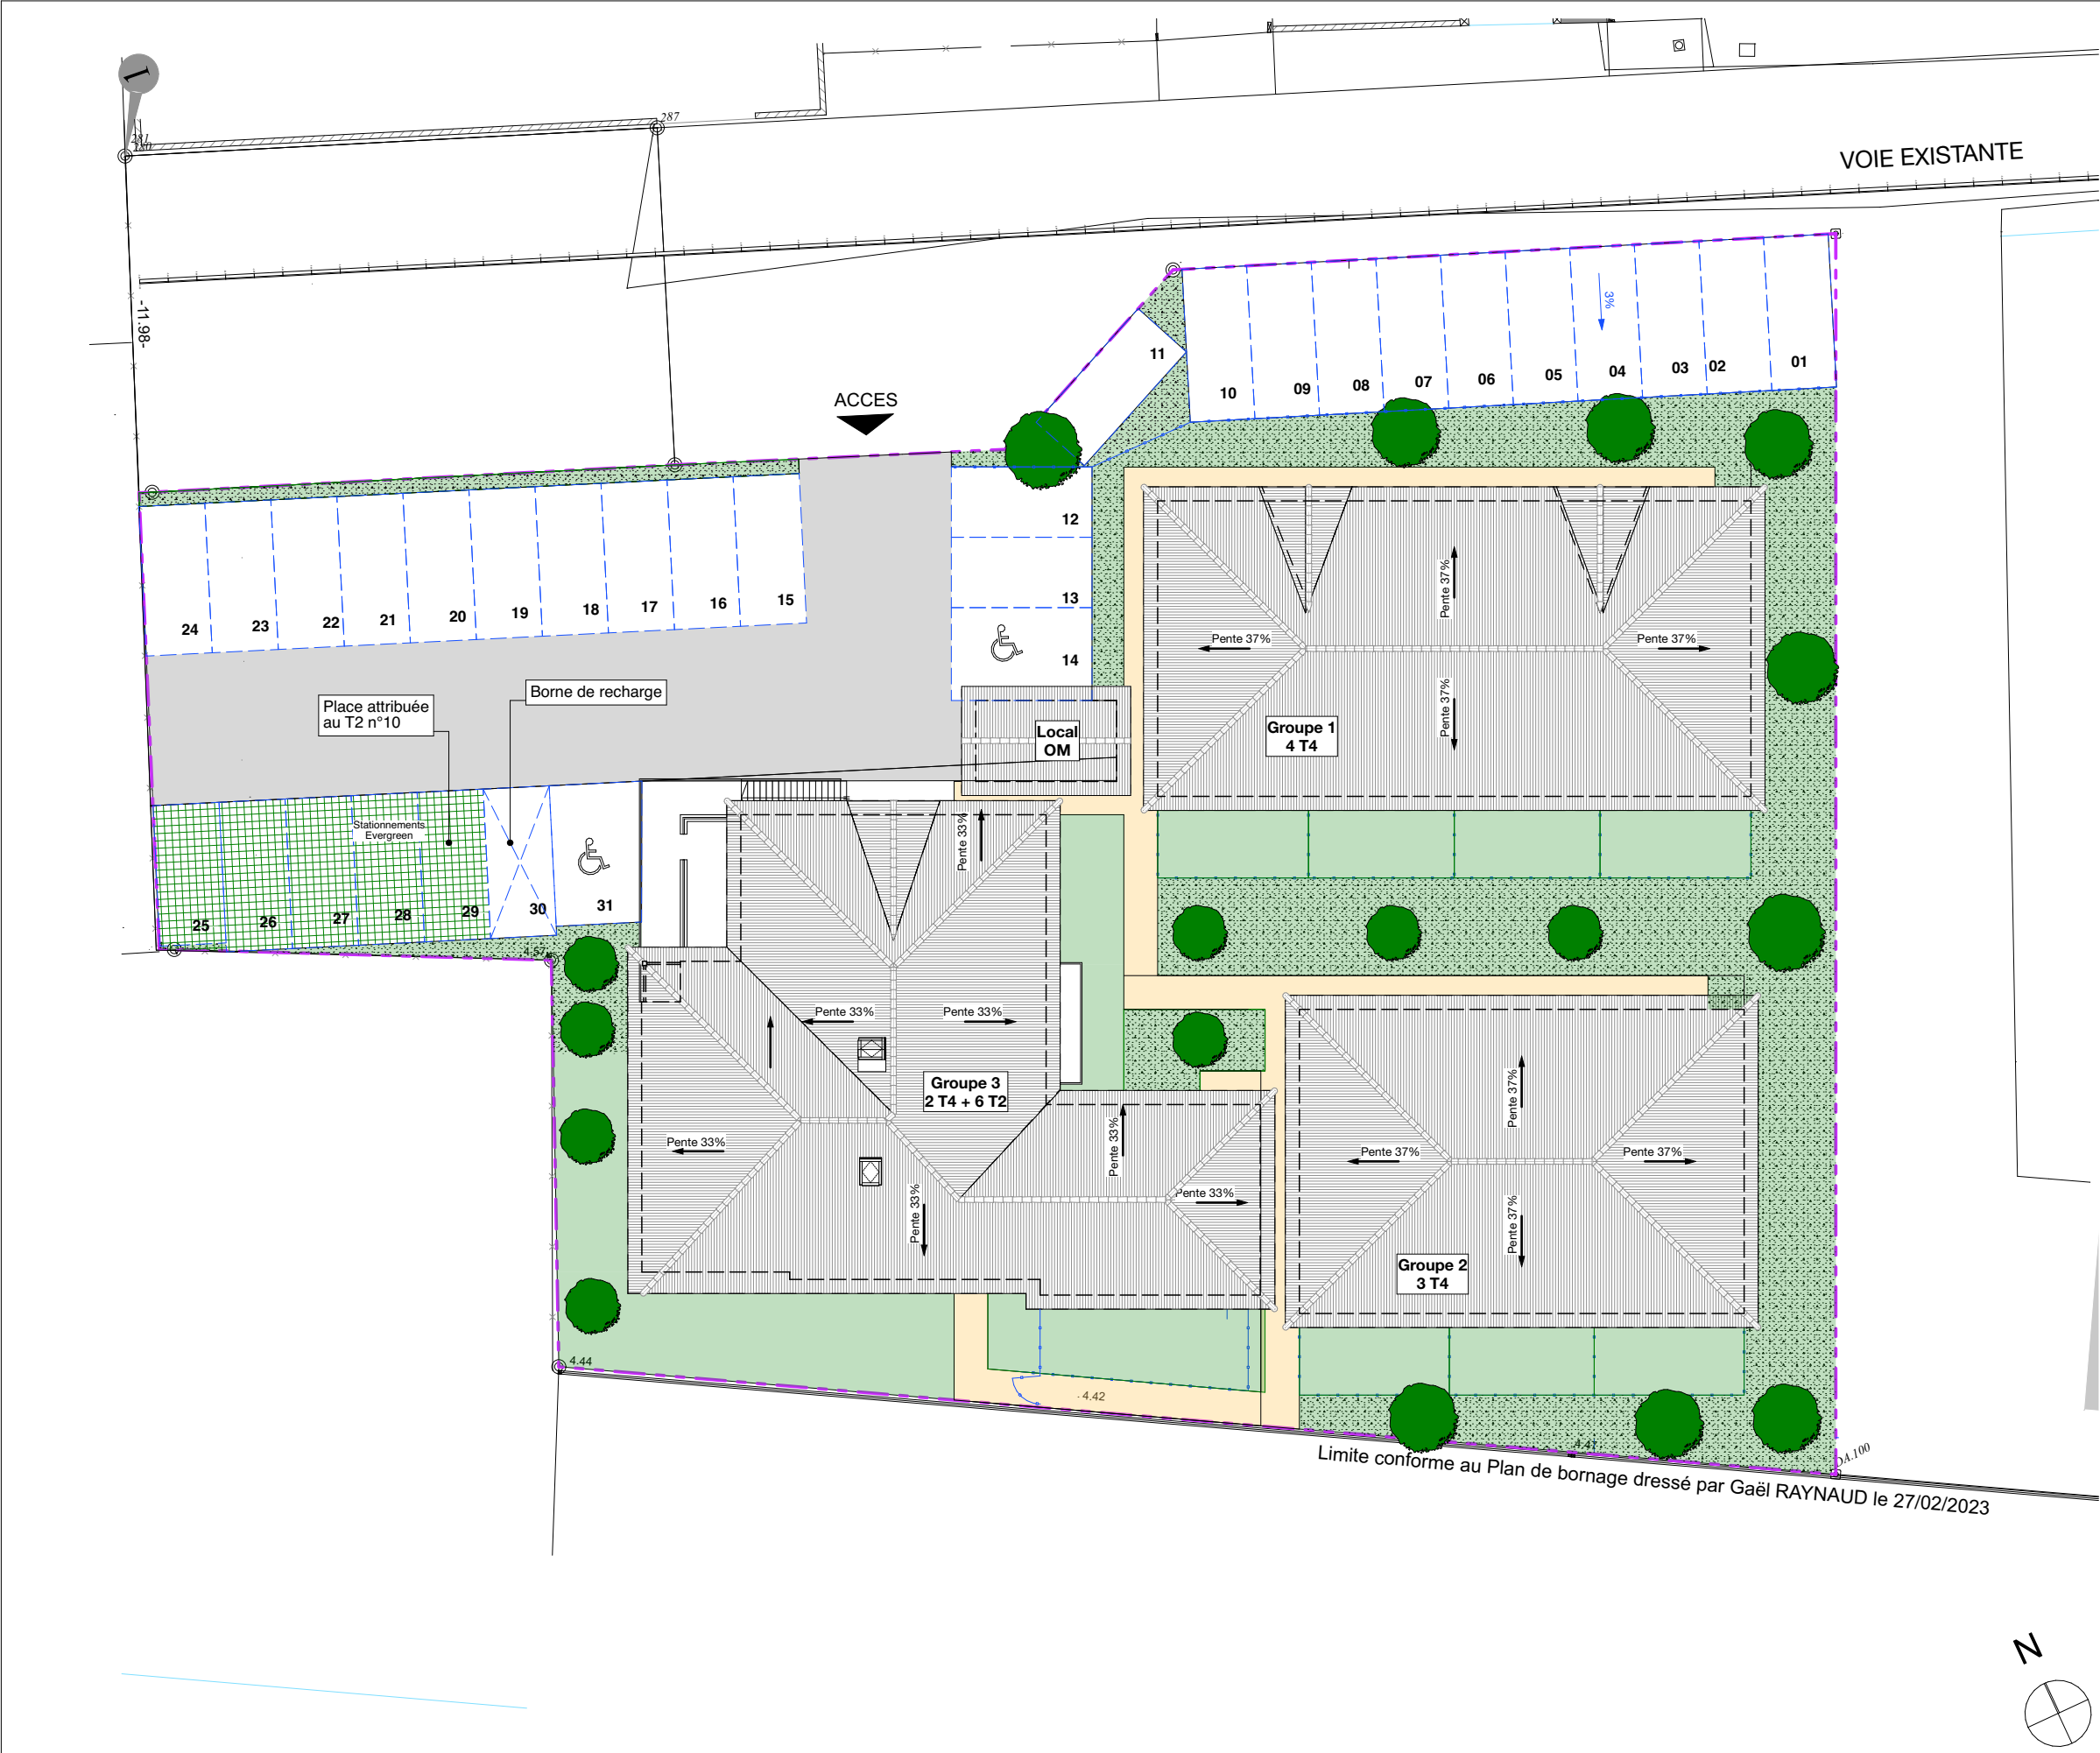 1
281
280
287
VOIE EXISTANTE
-11.98-
ACCES
3%
11
10
09
08
07
06
05
04
03
02
01
12
13
14
24
23
22
21
20
19
18
17
16
15
Place attribuée
au T2 n°10
Borne de recharge
Local
OM
Stationnements
Evergreen
25
26
27
28
29
30
31
4.57
Pente 37%
Pente 37%
Pente 37%
Pente 37%
Groupe 1
4 T4
Pente 33%
Pente 33%
Pente 33%
Groupe 3
2 T4 + 6 T2
Pente 33%
Pente 33%
Pente 33%
Pente 33%
Pente 37%
Pente 37%
Pente 37%
Pente 37%
Groupe 2
3 T4
4.44
4.42
4.41
DA.100
Limite conforme au Plan de bornage dressé par Gaël RAYNAUD le 27/02/2023
N